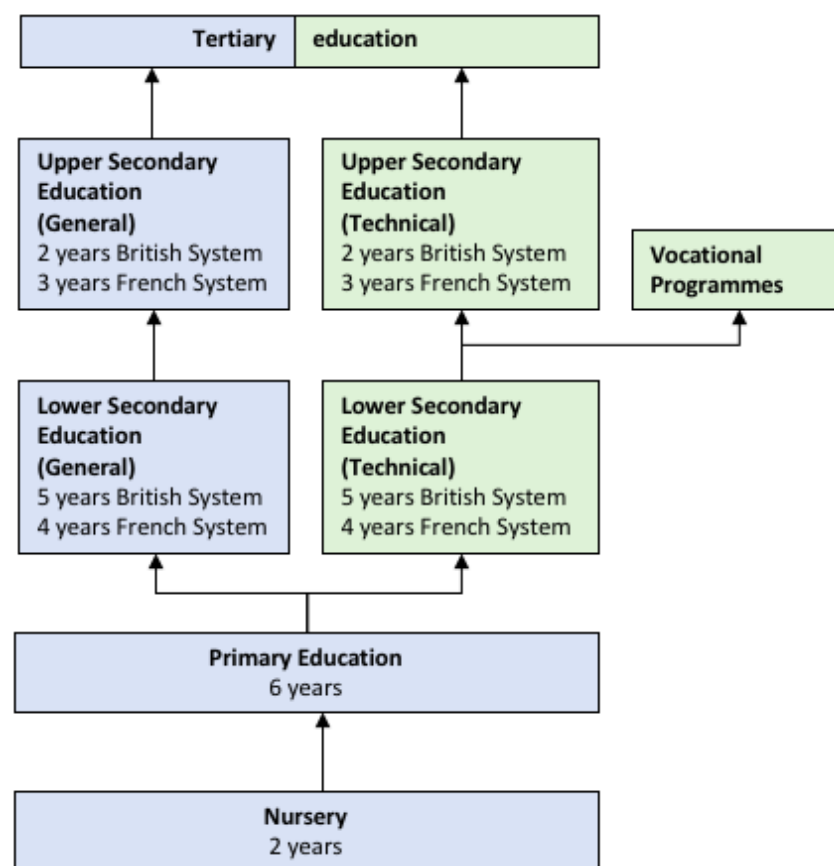 Tertiary education
Upper Secondary
Education
(General)
2 years British System
3 years French System
Upper Secondary
Education
(Technical)
2 years British System
3 years French System
Vocational
Programmes
Lower Secondary
Education
(General)
5 years British System
4 years French System
Lower Secondary
Education
(Technical)
5 years British System
4 years French System
Primary Education
6 years
Nursery
2 years